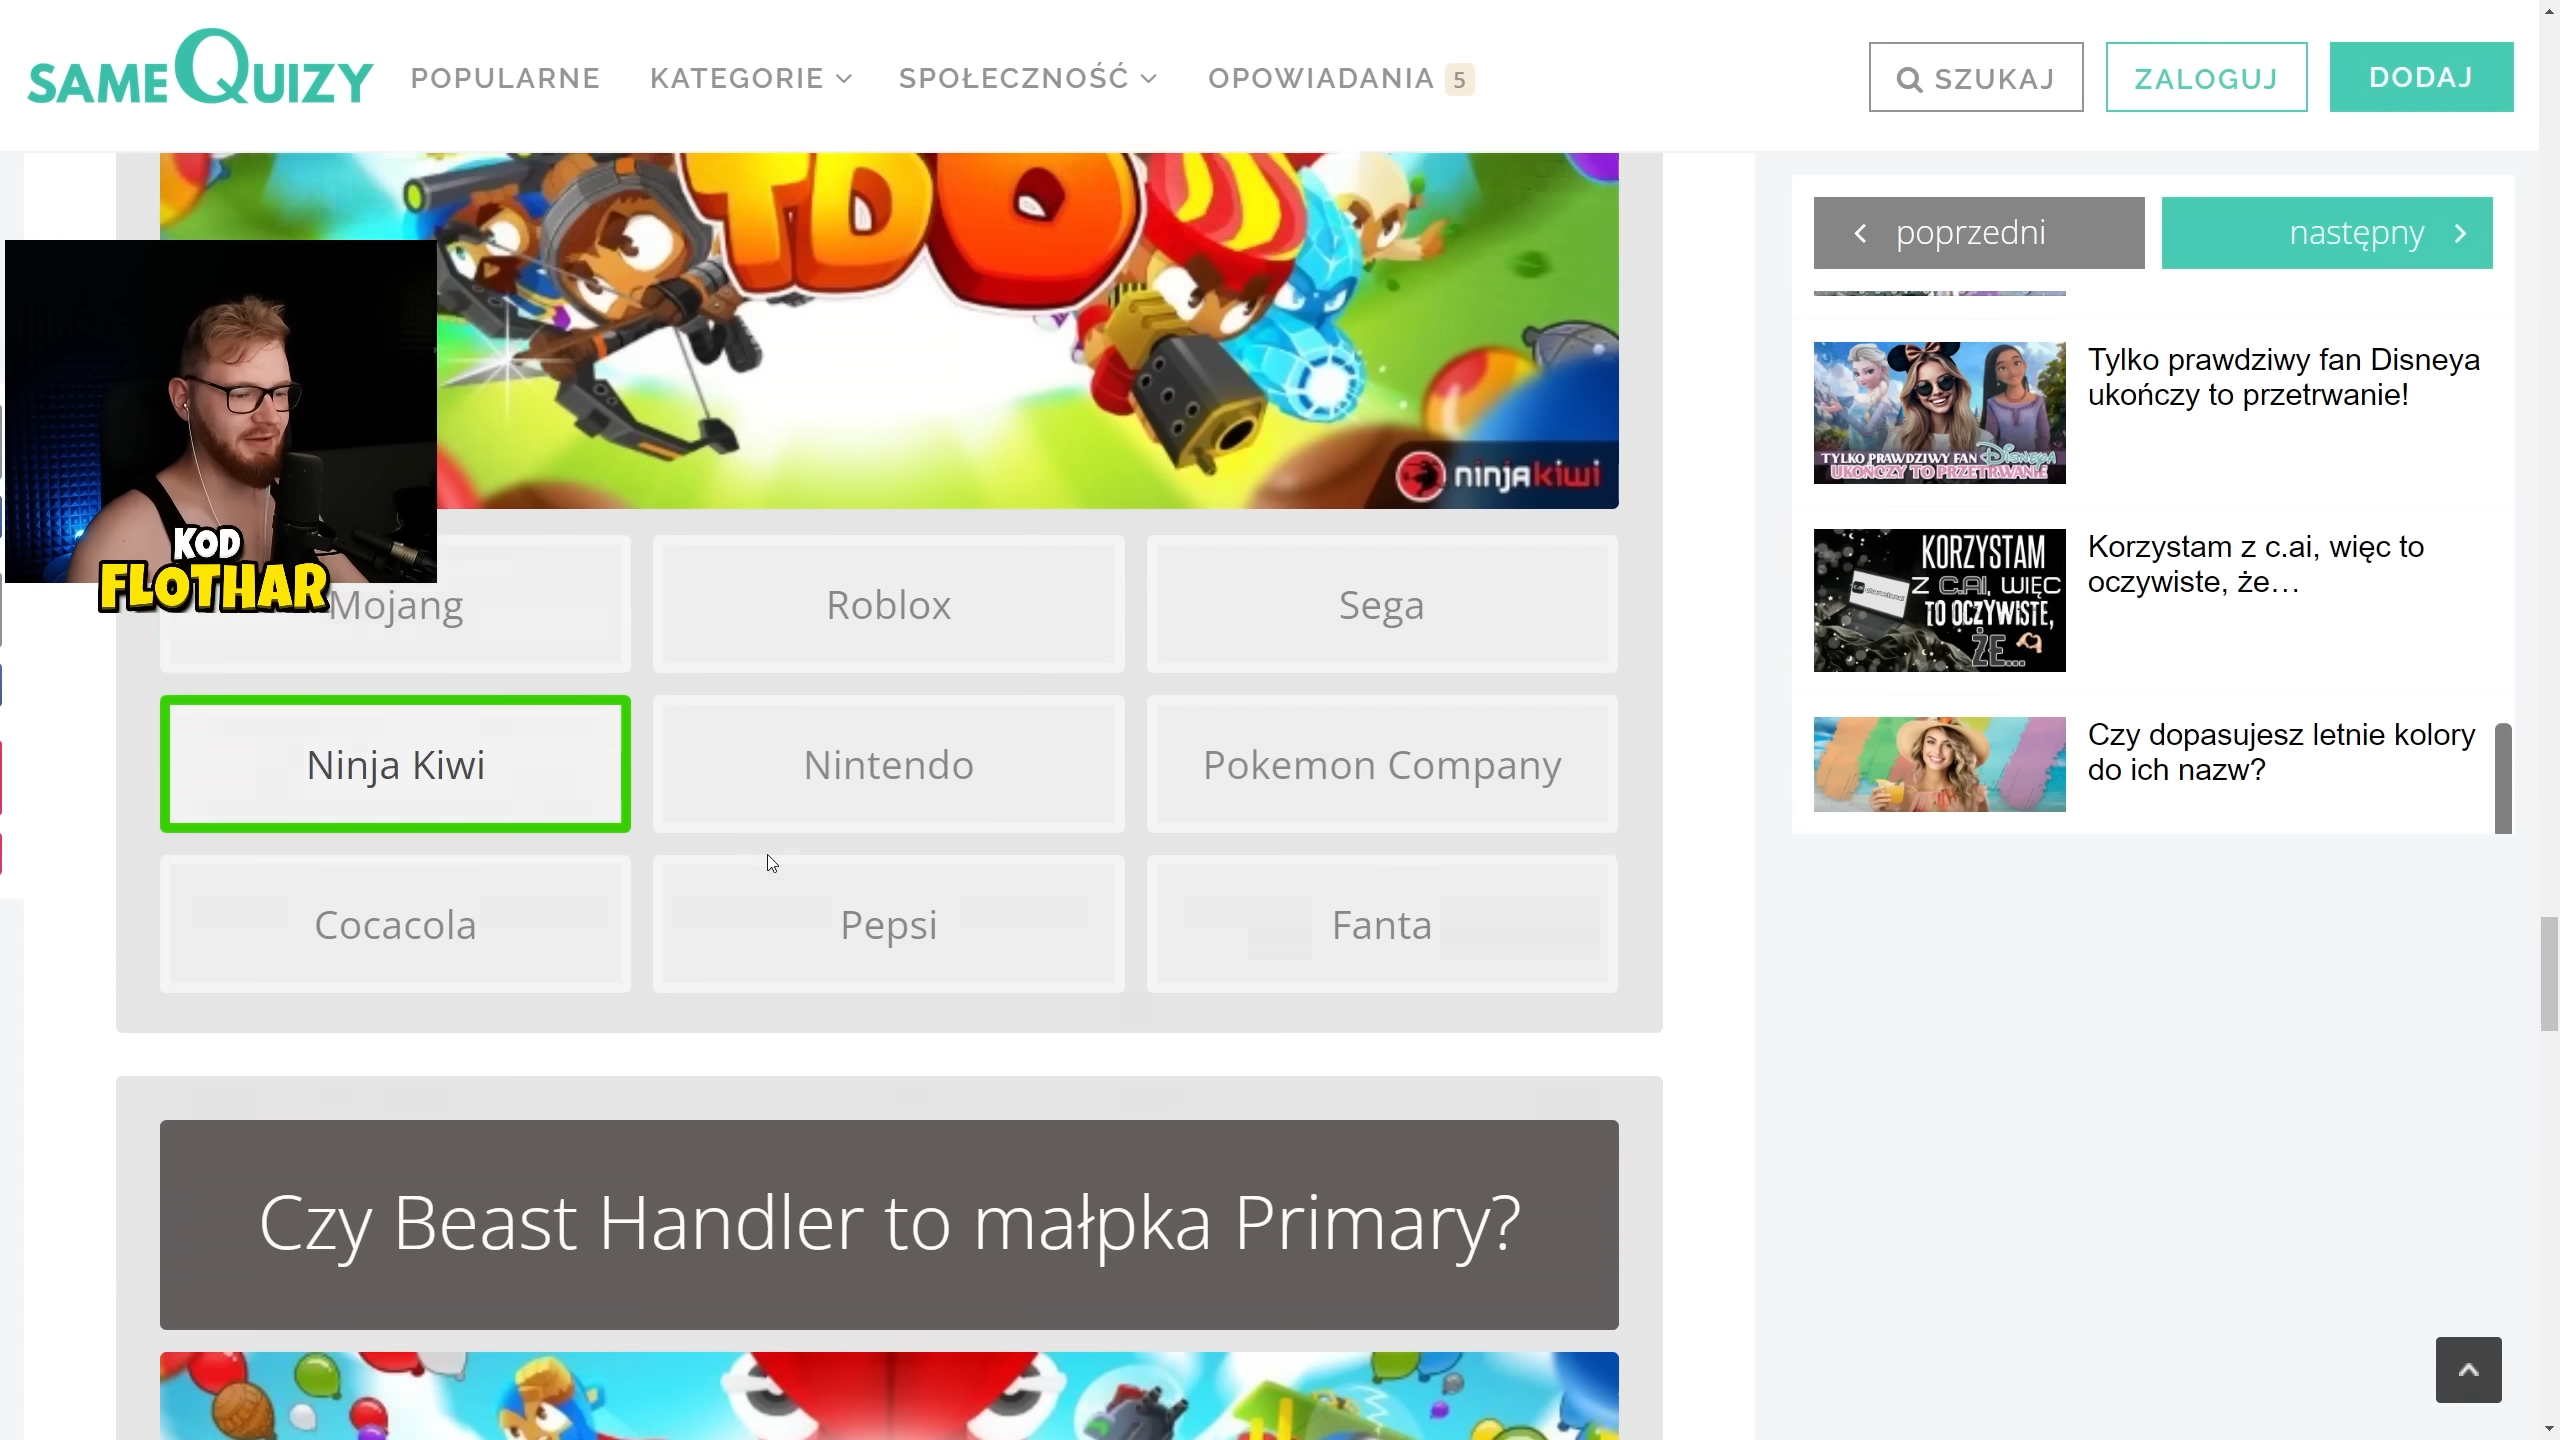 SAMEQUIZY
POPULARNE
KATEGORIE
SPOŁECZNOŚĆ
OPOWIADANIA 5
SZUKAJ
ZALOGUJ
DODAJ
TDO
ninjakiwi
KOD
FLOTHAR
Mojang
Roblox
Sega
Ninja Kiwi
Nintendo
Pokemon Company
Cocacola
Pepsi
Fanta
Czy Beast Handler to małpka Primary?
poprzedni
następny
TYLKO PRAWDZIWY FAN DISNEYA
UKOŃCZY TO PRZETRWANIE
Tylko prawdziwy fan Disneya
ukończy to przetrwanie!
KORZYSTAM
Z C.AI, WIĘC
TO OCZYWISTE,
ŻE...
Korzystam z c.ai, więc to
oczywiste, że…
Czy dopasujesz letnie kolory
do ich nazw?